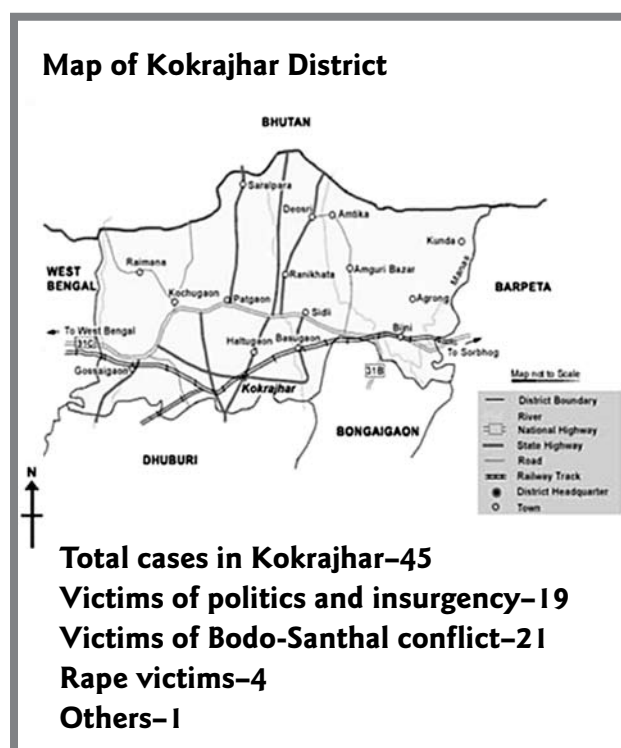 Map of Kokrajhar District
BHUTAN
Saralpara
Deosri
Amtika
Kunda
WEST
BENGAL
Raimana
Ranikhata
Amguri Bazar
Manas
BARPETA
Kochugaon
Patgaon
Agrong
Sidli
To West Bengal
31C
Haltugaon
Basugaon
Bijni
To Sorbhog
Gossaigaon
Kokrajhar
31B
Map not to Scale
BONGAIGAON
DHUBURI
District Boundary
River
National Highway
State Highway
Road
Railway Track
District Headquarter
Town
N
Total cases in Kokrajhar–45
Victims of politics and insurgency–19
Victims of Bodo-Santhal conflict–21
Rape victims–4
Others–1